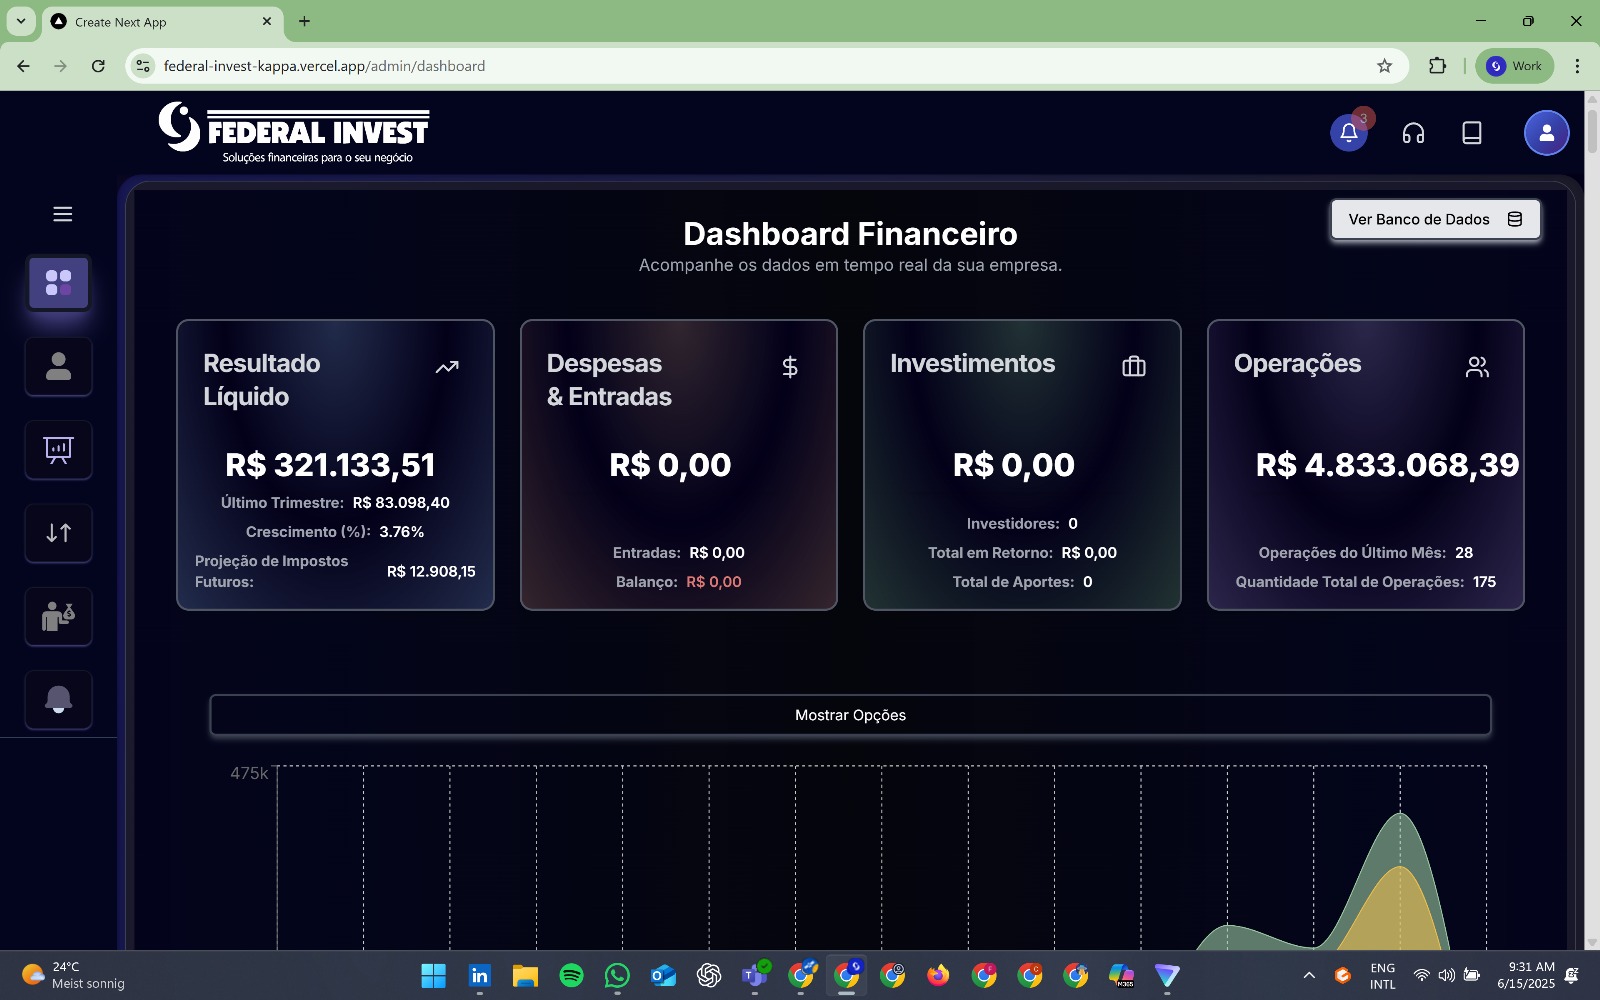 Create Next App
federal-invest-kappa.vercel.app/admin/dashboard
Work
FEDERAL INVEST
Soluções financeiras para o seu negócio
3
Ver Banco de Dados
Dashboard Financeiro
Acompanhe os dados em tempo real da sua empresa.
Resultado
Líquido
R$ 321.133,51
Último Trimestre: R$ 83.098,40
Crescimento (%): 3.76%
Projeção de Impostos
Futuros: R$ 12.908,15
Despesas
& Entradas
R$ 0,00
Entradas: R$ 0,00
Balanço: R$ 0,00
Investimentos
R$ 0,00
Investidores: 0
Total em Retorno: R$ 0,00
Total de Aportes: 0
Operações
R$ 4.833.068,39
Operações do Último Mês: 28
Quantidade Total de Operações: 175
Mostrar Opções
475k
24°C
Meist sonnig
M365
ENG
INTL
9:31 AM
6/15/2025